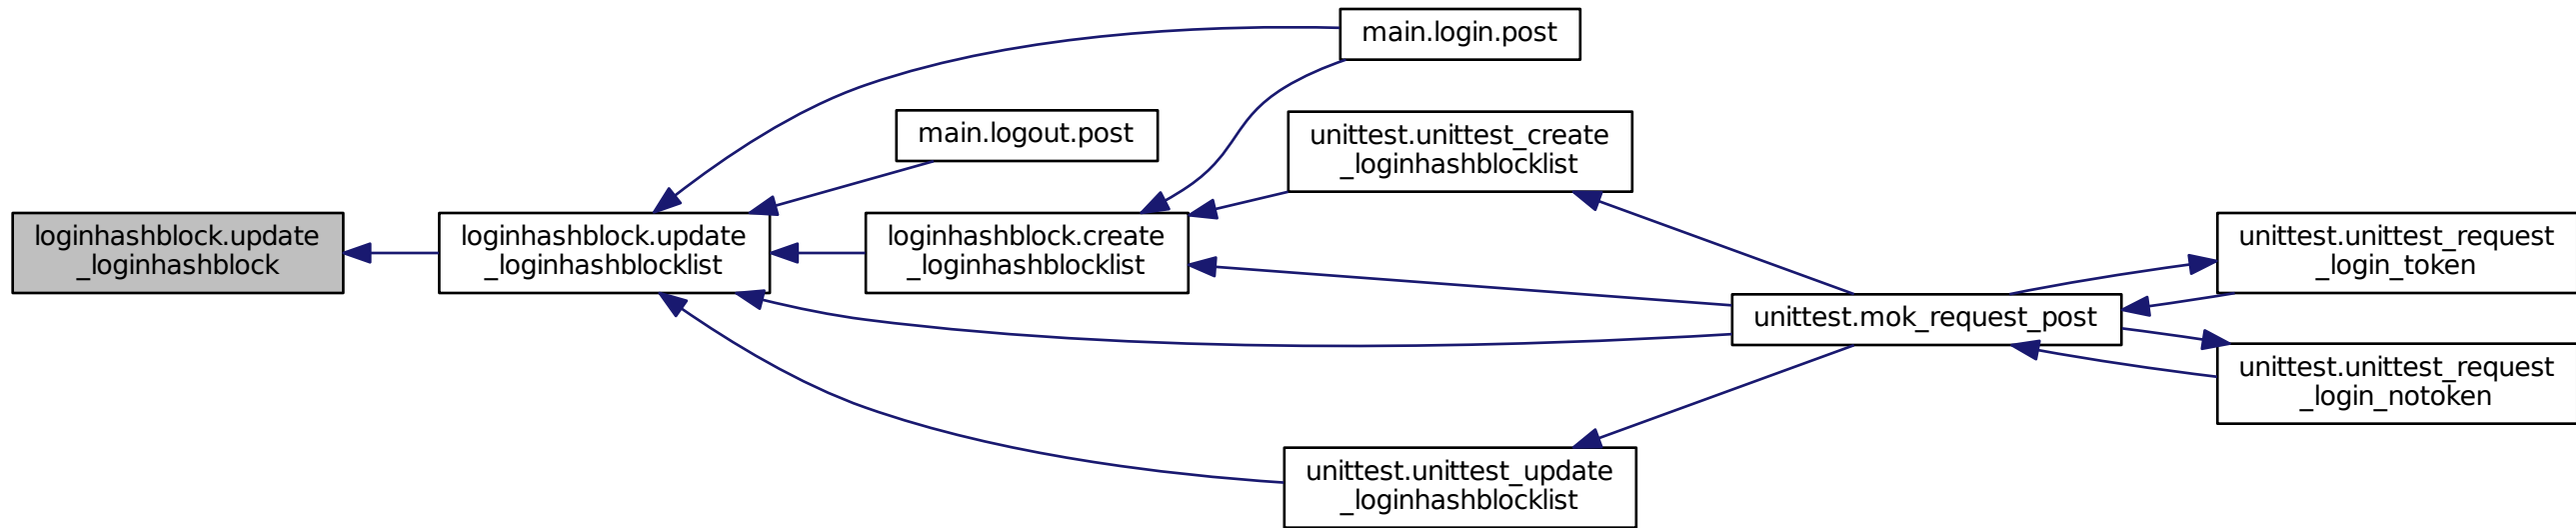 main.login.post
main.logout.post
unittest.unittest_create
_loginhashblocklist
loginhashblock.update
_loginhashblock
loginhashblock.update
_loginhashblocklist
loginhashblock.create
_loginhashblocklist
unittest.unittest_request
_login_token
unittest.mok_request_post
unittest.unittest_request
_login_notoken
unittest.unittest_update
_loginhashblocklist